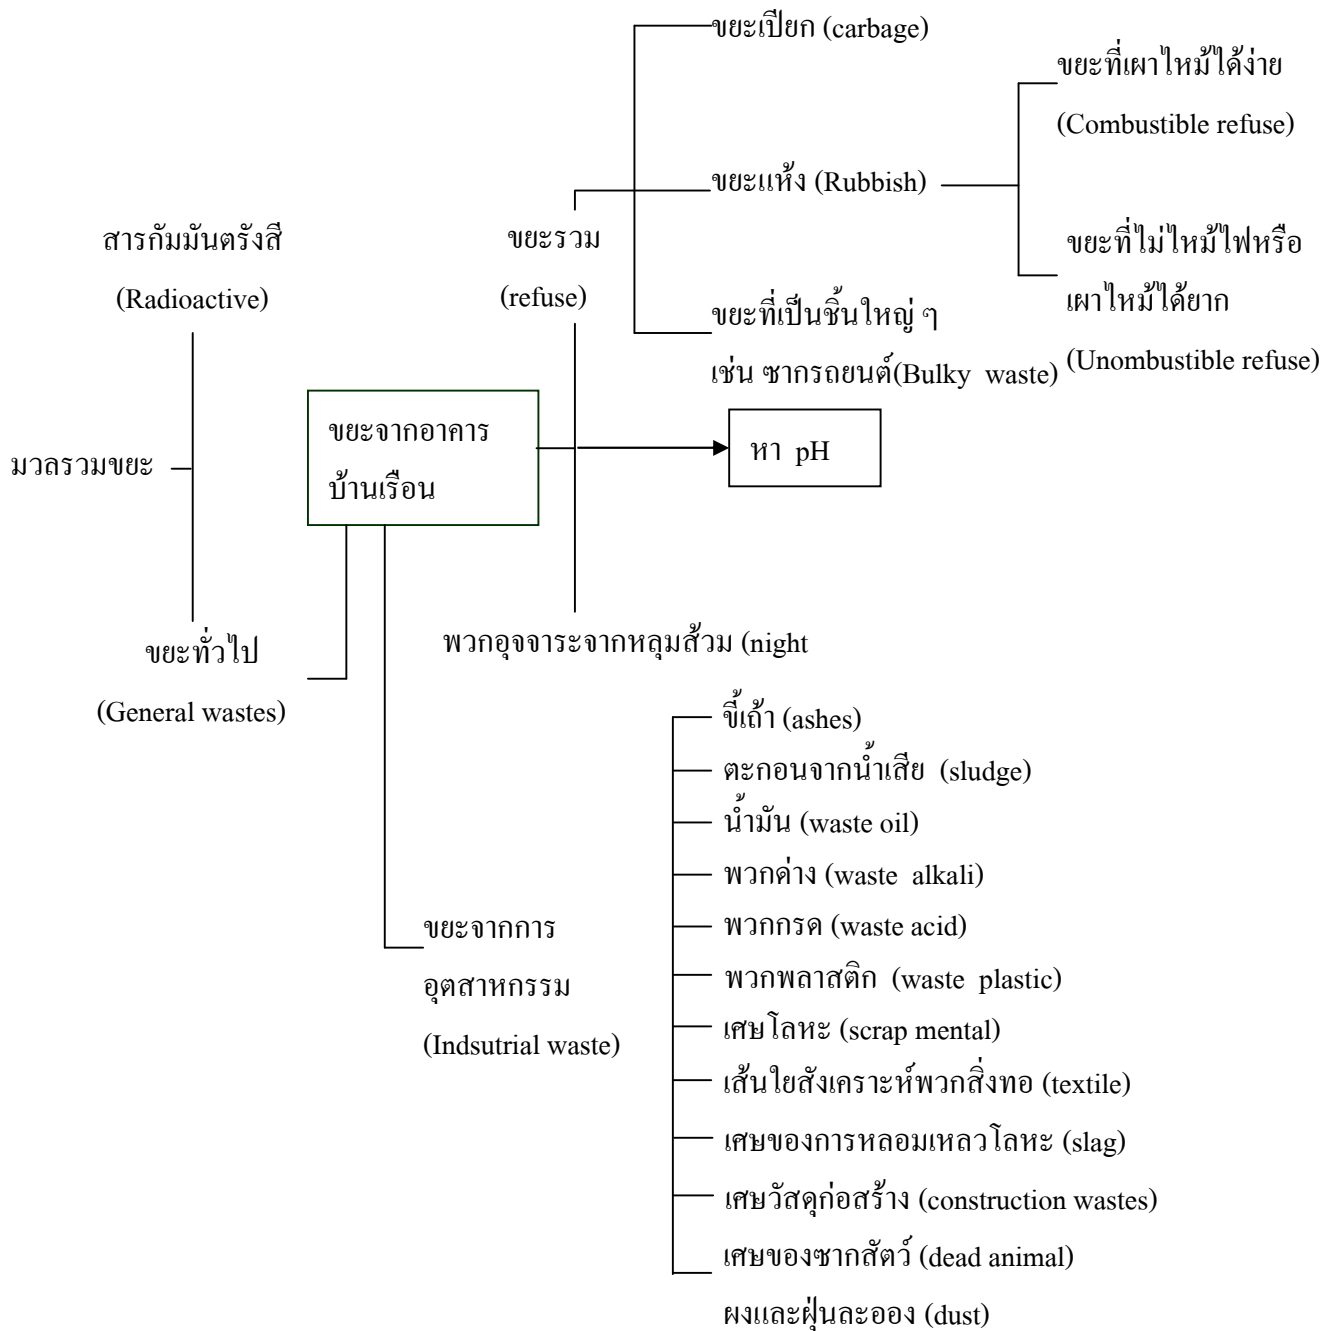 ขยะเปียก (carbage)
ขยะที่เผาไหม้ได้ง่าย
(Combustible refuse)
ขยะแห้ง (Rubbish)
สารกัมมันตรังสี
(Radioactive)
ขยะรวม
(refuse)
ขยะที่ไม่ไหม้ไฟหรือ
เผาไหม้ได้ยาก
(Unombustible refuse)
ขยะที่เป็นชิ้นใหญ่ ๆ
เช่น ซากรถยนต์(Bulky waste)
ขยะจากอาคาร
บ้านเรือน
หา pH
มวลรวมขยะ
ขยะทั่วไป
(General wastes)
พวกอุจจาระจากหลุมส้วม (night
ขี้เถ้า (ashes)
ตะกอนจากน้ำเสีย (sludge)
น้ำมัน (waste oil)
พวกด่าง (waste alkali)
พวกกรด (waste acid)
พวกพลาสติก (waste plastic)
ขยะจากการ
อุตสาหกรรม
(Indsutrial waste)
เศษโลหะ (scrap mental)
เส้นใยสังเคราะห์พวกสิ่งทอ (textile)
เศษของการหลอมเหลวโลหะ (slag)
เศษวัสดุก่อสร้าง (construction wastes)
เศษของซากสัตว์ (dead animal)
ผงและฝุ่นละออง (dust)